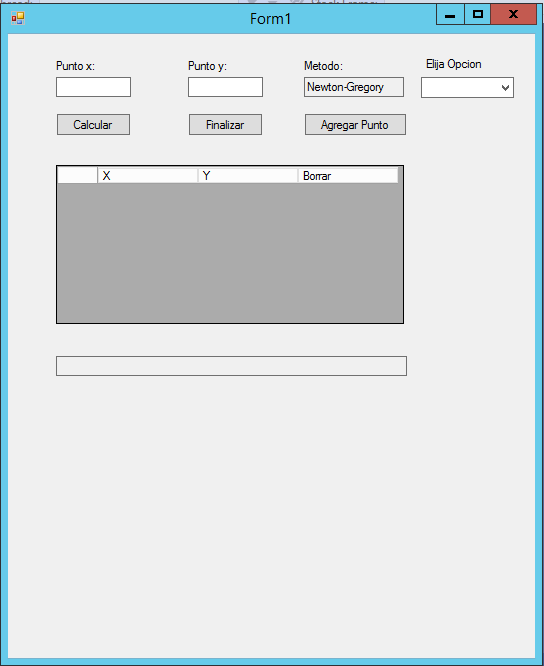 Form1
Punto x: Punto y: Metodo: Elija Opcion
Newton-Gregory
Calcular Finalizar Agregar Punto
X Y Borrar